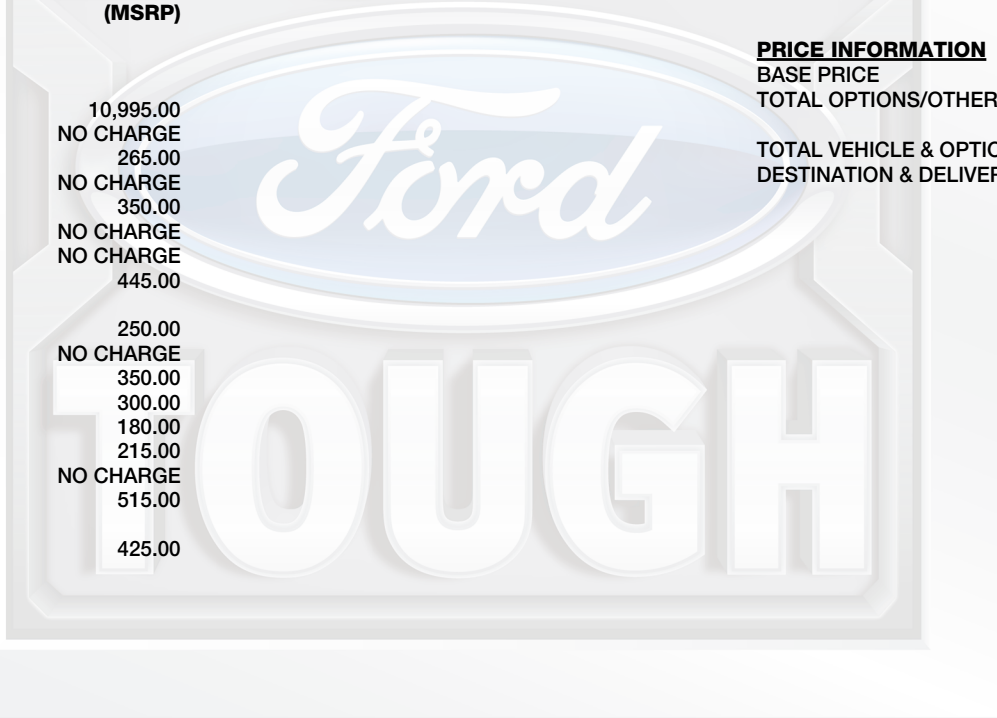 (MSRP)
10,995.00
NO CHARGE
265.00
NO CHARGE
350.00
NO CHARGE
NO CHARGE
445.00
250.00
NO CHARGE
350.00
300.00
180.00
215.00
NO CHARGE
515.00
425.00
PRICE INFORMATION
BASE PRICE
TOTAL OPTIONS/OTHER
TOTAL VEHICLE & OPTIO
DESTINATION & DELIVER
Ford
TOUGH